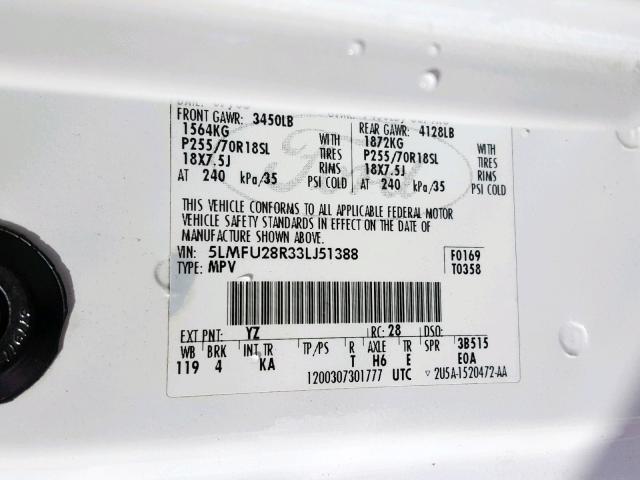 FRONT GAWR: 3450LB REAR GAWR: 4128LB
1564KG WITH 1872KG WITH
P255/70R18SL TIRES P255/70R18SL TIRES
18X7.5J RIMS 18X7.5J RIMS
AT 240 kPa/35 PSI COLD AT 240 kPa/35 PSI COLD
Ford
THIS VEHICLE CONFORMS TO ALL APPLICABLE FEDERAL MOTOR
VEHICLE SAFETY STANDARDS IN EFFECT ON THE DATE OF
MANUFACTURE SHOWN ABOVE.
VIN: 5LMFU28R33LJ51388 F0169
TYPE: MPV T0358
EXT PNT: YZ RC: 28 DSO:
WB BRK INT TR TP/PS R AXLE TR SPR 3B515
119 4 KA T H6 E E0A
1200307301777 UTC ▽ 2U5A-1520472-AA